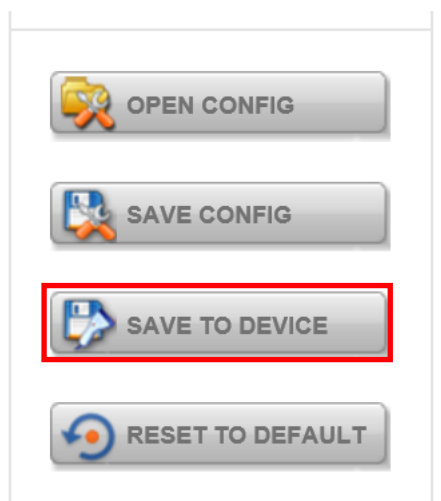 OPEN CONFIG
SAVE CONFIG
SAVE TO DEVICE
RESET TO DEFAULT